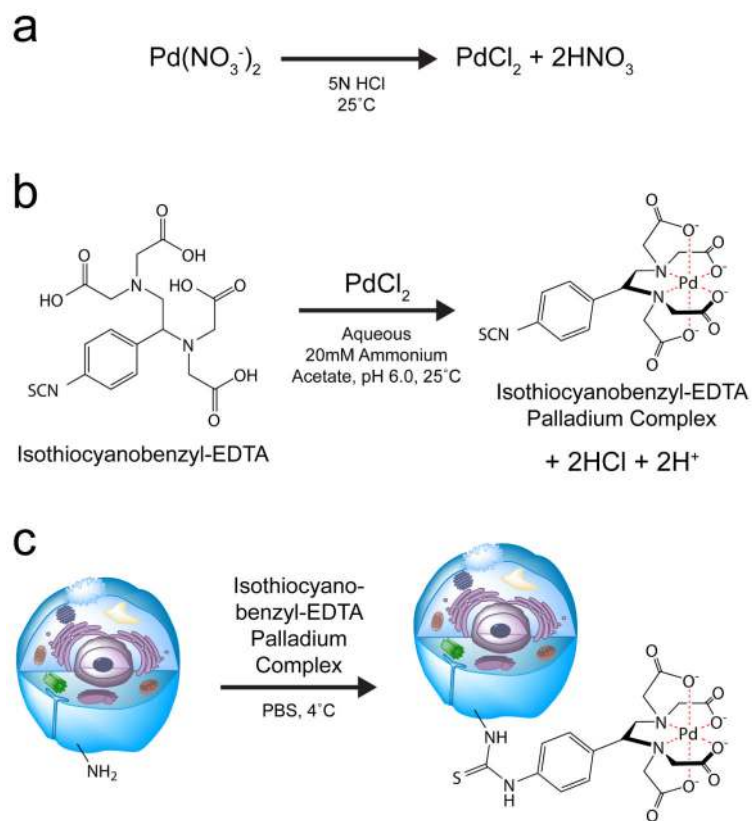 a
Pd(NO₃⁻)₂
5N HCl
25˚C
PdCl₂ + 2HNO₃
b
O
OH
O
HO
N
OH
O
N
O
OH
SCN
Isothiocyanobenzyl-EDTA
PdCl₂
Aqueous
20mM Ammonium
Acetate, pH 6.0, 25˚C
O
O⁻
O
N
O⁻
Pd
N
O⁻
O
O⁻
O
SCN
Isothiocyanobenzyl-EDTA
Palladium Complex
+ 2HCl + 2H⁺
c
NH₂
Isothiocyano-
benzyl-EDTA
Palladium
Complex
PBS, 4˚C
NH
S
N
H
O
O⁻
O
N
O⁻
Pd
N
O⁻
O
O⁻
O